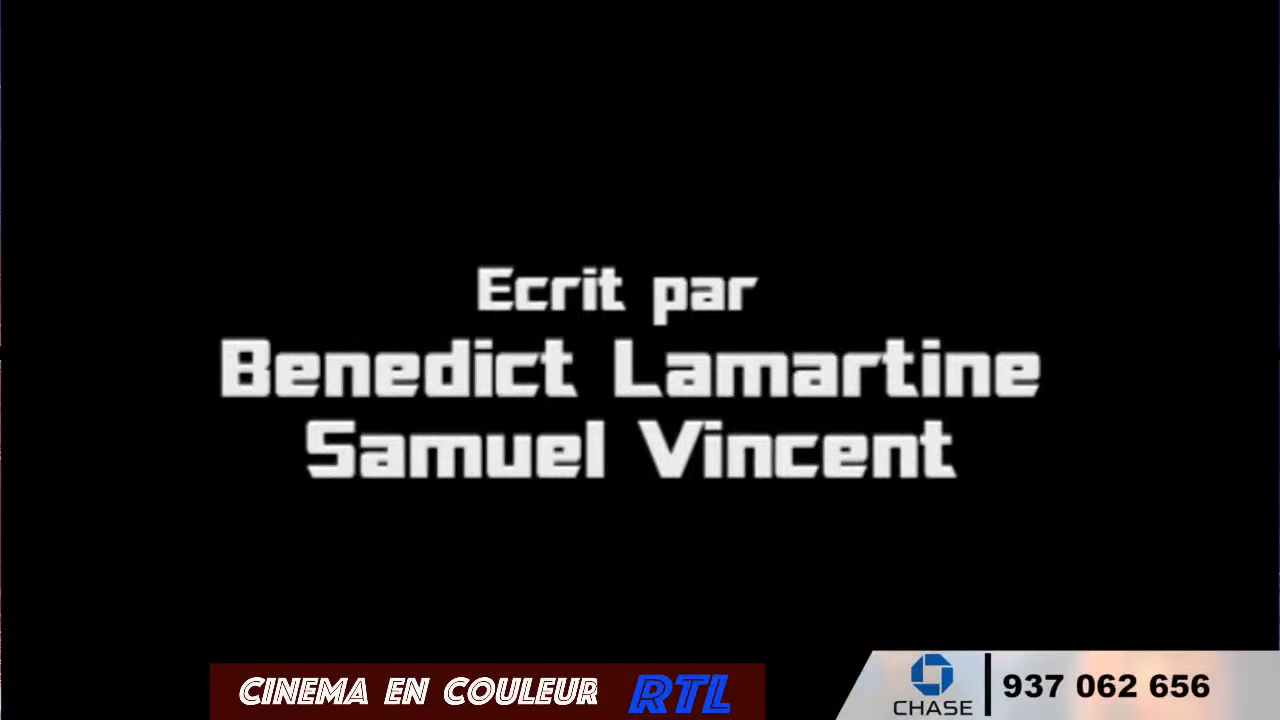 Ecrit par
Benedict Lamartine
Samuel Vincent
CINEMA EN COULEUR RTL
CHASE 937 062 656